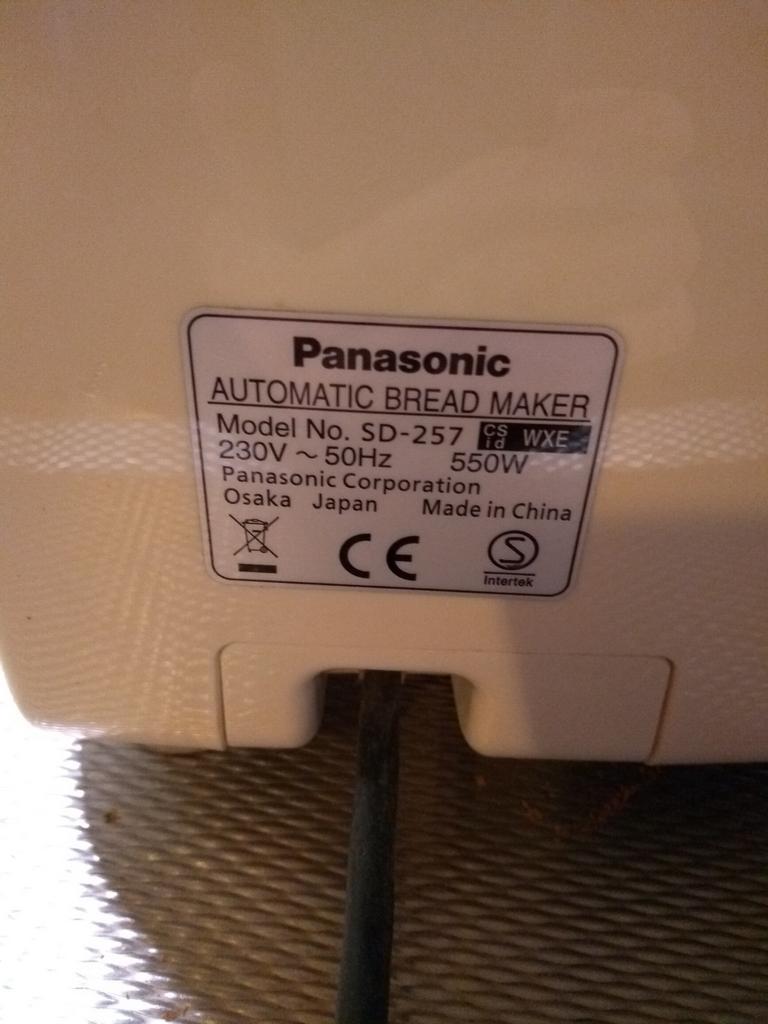 Panasonic
AUTOMATIC BREAD MAKER
Model No. SD-257 CS id WXE
230V ~ 50Hz 550W
Panasonic Corporation
Osaka Japan Made in China
CE S
Intertek